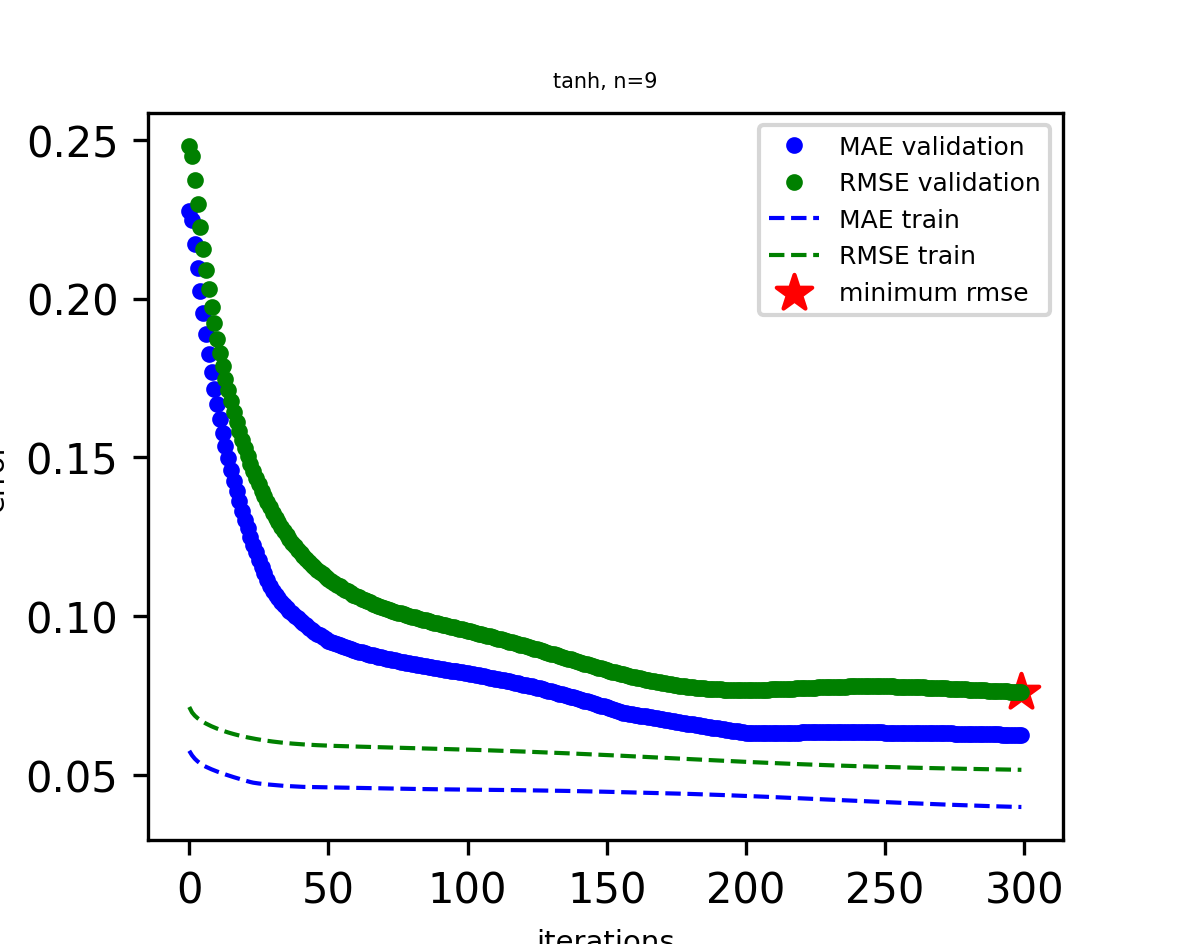 tanh, n=9
0.25
0.20
0.15
0.10
0.05
MAE validation
RMSE validation
MAE train
RMSE train
minimum rmse
0 50 100 150 200 250 300
iterations